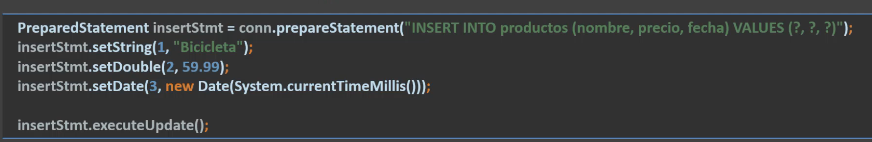 PreparedStatement insertStmt = conn.prepareStatement("INSERT INTO productos (nombre, precio, fecha) VALUES (?, ?, ?)");
insertStmt.setString(1, "Bicicleta");
insertStmt.setDouble(2, 59.99);
insertStmt.setDate(3, new Date(System.currentTimeMillis()));
insertStmt.executeUpdate();